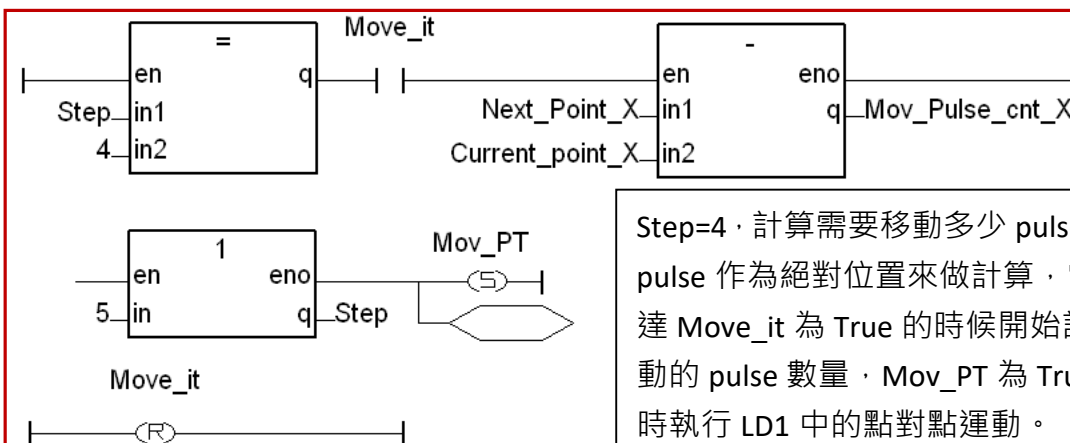 = Move_it -
en q en eno
Step in1 Next_Point_X in1 q Mov_Pulse_cnt_X
4 in2 Current_point_X in2
1 Mov_PT
en eno S
5 in q Step
Move_it
R
Step=4，計算需要移動多少 puls
pulse 作為絕對位置來做計算，
達 Move_it 為 True 的時候開始
動的 pulse 數量，Mov_PT 為 Tru
時執行 LD1 中的點對點運動。